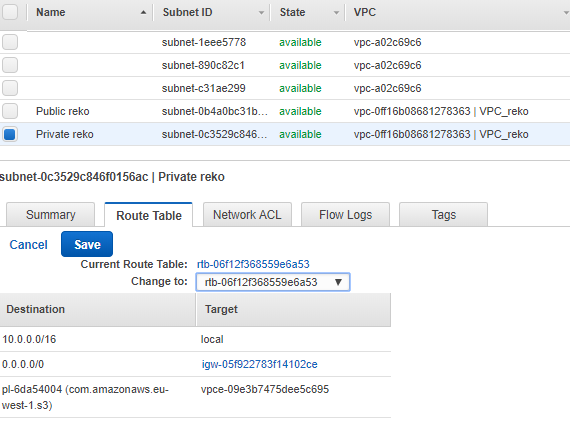 Name Subnet ID State VPC
subnet-1eee5778 available vpc-a02c69c6
subnet-890c82c1 available vpc-a02c69c6
subnet-c31ae299 available vpc-a02c69c6
Public reko subnet-0b4a0bc31b... available vpc-0ff16b08681278363 | VPC_reko
Private reko subnet-0c3529c846... available vpc-0ff16b08681278363 | VPC_reko
subnet-0c3529c846f0156ac | Private reko
Summary Route Table Network ACL Flow Logs Tags
Cancel Save
Current Route Table: rtb-06f12f368559e6a53
Change to: rtb-06f12f368559e6a53
Destination Target
10.0.0.0/16 local
0.0.0.0/0 igw-05f922783f14102ce
pl-6da54004 (com.amazonaws.eu- vpce-09e3b7475dee5c695
west-1.s3)